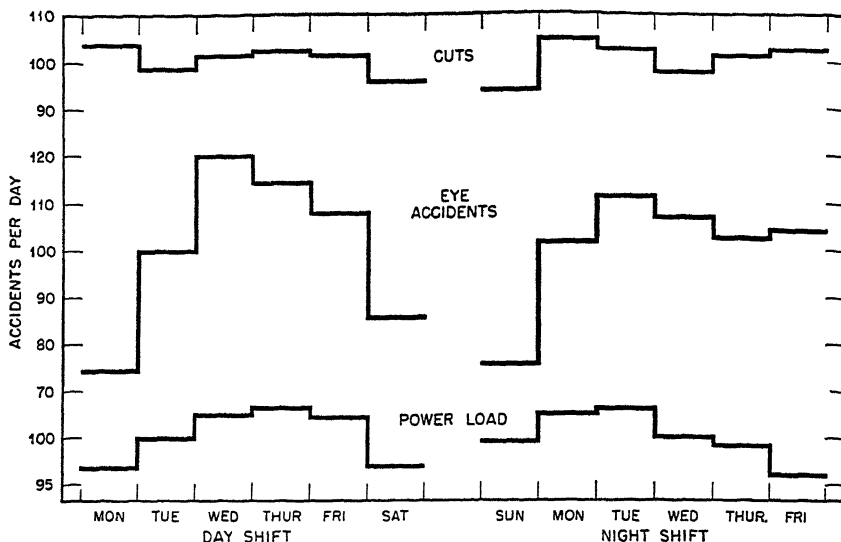 110
100
CUTS
90
120
110
EYE
ACCIDENTS
100
90
80
70
POWER LOAD
100
95
ACCIDENTS PER DAY
MON TUE WED THUR FRI SAT SUN MON TUE WED THUR. FRI
DAY SHIFT NIGHT SHIFT